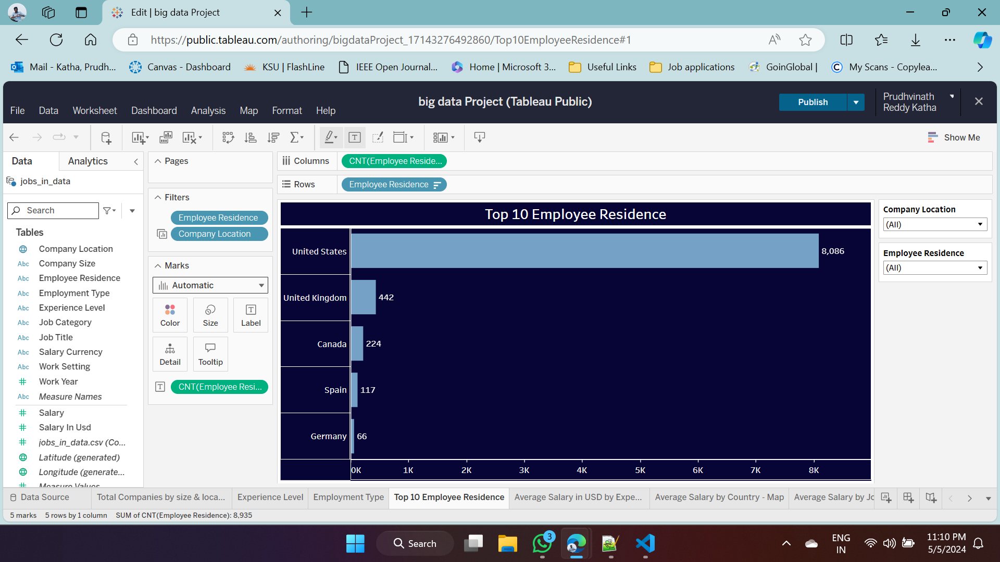 Edit | big data Project
https://public.tableau.com/authoring/bigdataProject_17143276492860/Top10EmployeeResidence#1
Mail - Katha, Prudh...
Canvas - Dashboard
KSU | FlashLine
IEEE Open Journal...
Home | Microsoft 3...
Useful Links
Job applications
GoinGlobal |
My Scans - Copylea...
big data Project (Tableau Public)
File Data Worksheet Dashboard Analysis Map Format Help
Publish
Prudhvinath
Reddy Katha
Show Me
Data
Analytics
jobs_in_data
Search
Tables
Company Location
Abc Company Size
Abc Employee Residence
Abc Employment Type
Abc Experience Level
Abc Job Category
Abc Job Title
Abc Salary Currency
Abc Work Setting
Work Year
Abc Measure Names
Salary
Salary In Usd
jobs_in_data.csv (Co...
Latitude (generated)
Longitude (generate...
Measure Values
Pages
Filters
Employee Residence
Company Location
Marks
Automatic
Color
Size
Label
Detail
Tooltip
CNT(Employee Resi...
Columns
CNT(Employee Reside...
Rows
Employee Residence
Top 10 Employee Residence
United States 8,086
United Kingdom 442
Canada 224
Spain 117
Germany 66
0K 1K 2K 3K 4K 5K 6K 7K 8K
Company Location
(All)
Employee Residence
(All)
Data Source
Total Companies by size & loca...
Experience Level
Employment Type
Top 10 Employee Residence
Average Salary in USD by Expe...
Average Salary by Country - Map
Average Salary by Jo
5 marks 5 rows by 1 column SUM of CNT(Employee Residence): 8,935
Search
3
ENG
IN
11:10 PM
5/5/2024